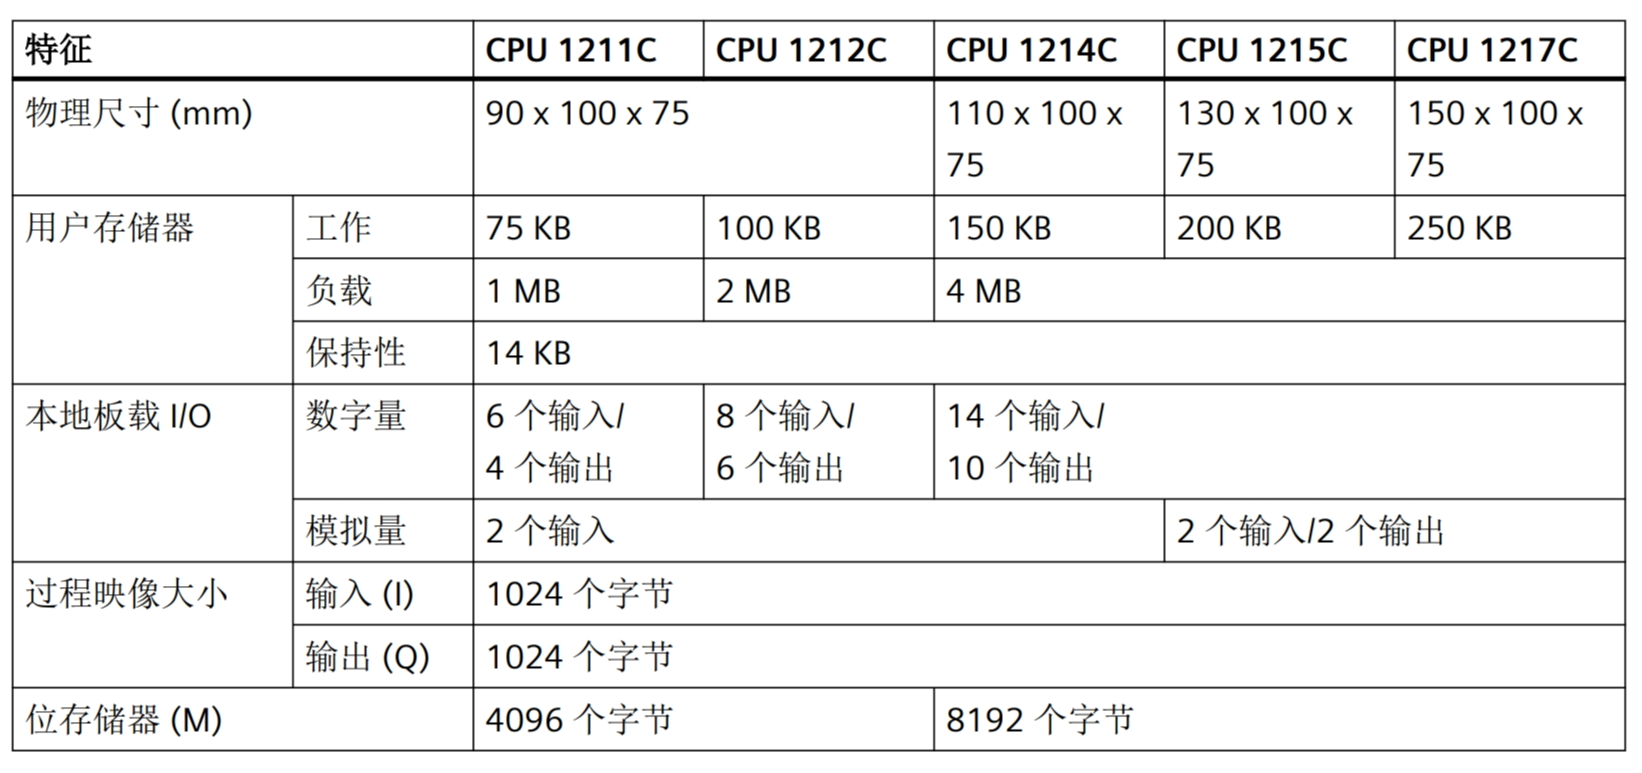 特征 CPU 1211C CPU 1212C CPU 1214C CPU 1215C CPU 1217C
物理尺寸 (mm) 90 x 100 x 75 110 x 100 x 130 x 100 x 150 x 100 x
75 75 75
用户存储器 工作 75 KB 100 KB 150 KB 200 KB 250 KB
负载 1 MB 2 MB 4 MB
保持性 14 KB
本地板载 I/O 数字量 6 个输入/ 8 个输入/ 14 个输入/
4 个输出 6 个输出 10 个输出
模拟量 2 个输入 2 个输入/2 个输出
过程映像大小 输入 (I) 1024 个字节
输出 (Q) 1024 个字节
位存储器 (M) 4096 个字节 8192 个字节